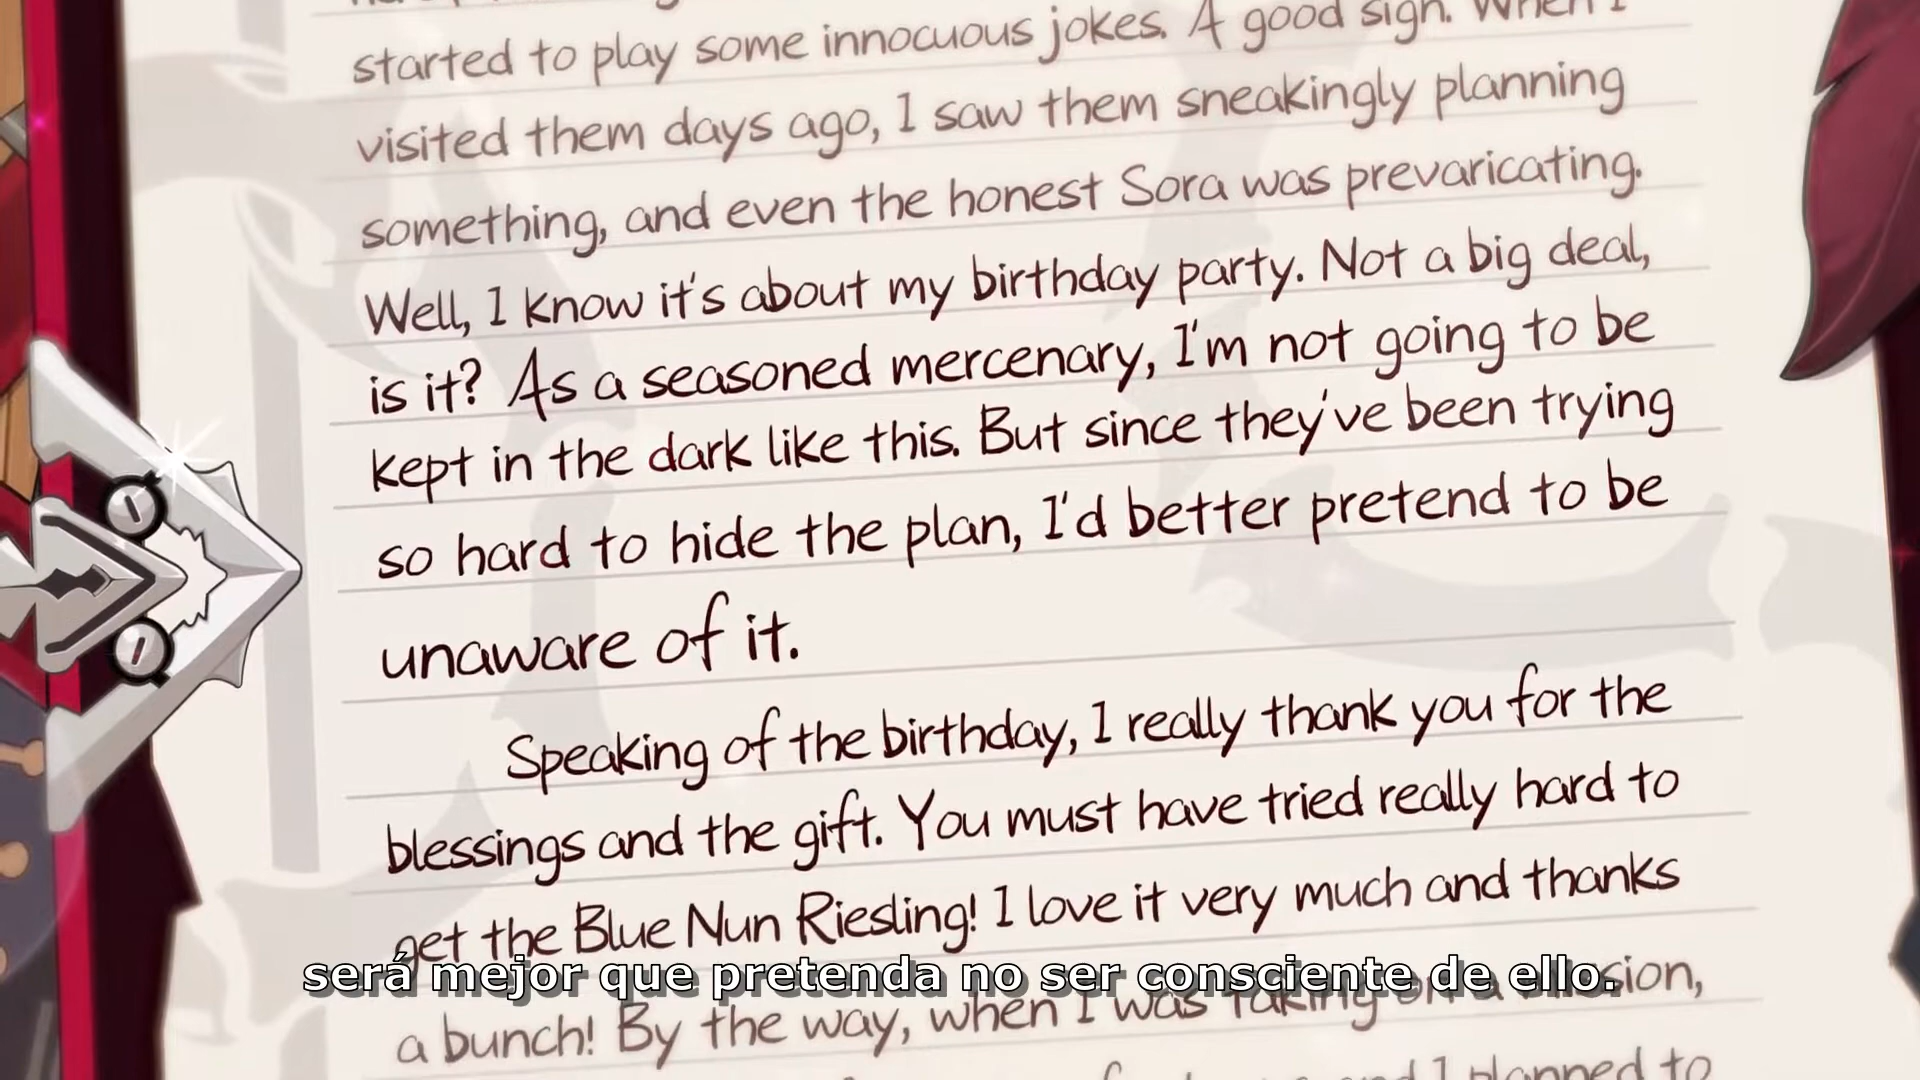 started to play some innocuous jokes. A good sign. When I
visited them days ago, I saw them sneakingly planning
something, and even the honest Sora was prevaricating.
Well, I know it's about my birthday party. Not a big deal,
is it? As a seasoned mercenary, I'm not going to be
kept in the dark like this. But since they've been trying
so hard to hide the plan, I'd better pretend to be
unaware of it.
Speaking of the birthday, I really thank you for the
blessings and the gift. You must have tried really hard to
get the Blue Nun Riesling! I love it very much and thanks
será mejor que pretenda no ser consciente de ello.
a bunch! By the way, when I was taking on a mission,
and I planned to